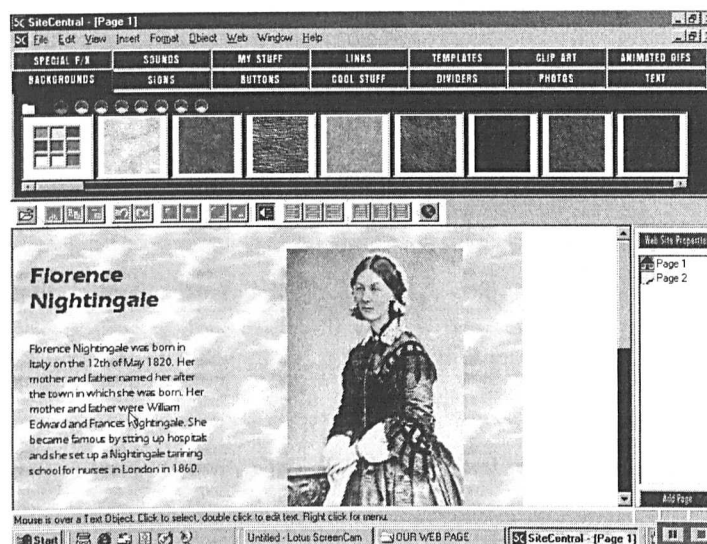 SC SiteCentral - [Page 1]
SC File Edit View Insert Format Object Web Window Help
SPECIAL F/X SOUNDS MY STUFF LINKS TEMPLATES CLIP ART ANIMATED GIFS
BACKGROUNDS SIGNS BUTTONS COOL STUFF DIVIDERS PHOTOS TEXT
Web Site Properties
Page 1
Page 2
Florence
Nightingale
Florence Nightingale was born in
Italy on the 12th of May 1820. Her
mother and father named her after
the town in which she was born. Her
mother and father were William
Edward and Frances Nightingale. She
became famous by stting up hospitals
and she set up a Nightingale tarining
school for nurses in London in 1860.
Add Page
Mouse is over a Text Object. Click to select, double click to edit text. Right click for menu.
Start Untitled - Lotus ScreenCam OUR WEB PAGE SC SiteCentral - [Page 1]